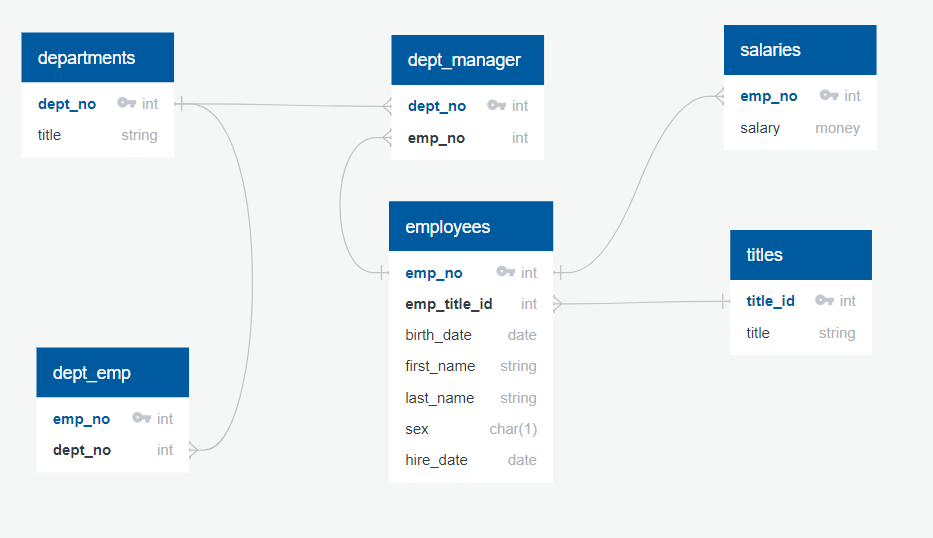 departments
dept_no int
title string
dept_manager
dept_no int
emp_no int
salaries
emp_no int
salary money
employees
emp_no int
emp_title_id int
birth_date date
first_name string
last_name string
sex char(1)
hire_date date
titles
title_id int
title string
dept_emp
emp_no int
dept_no int